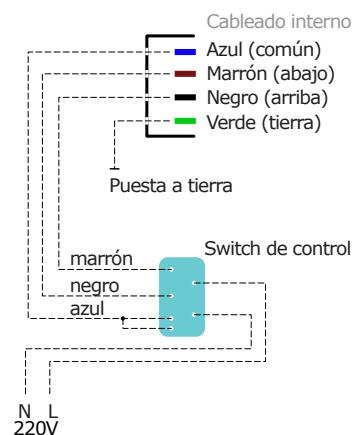 Cableado interno
Azul (común)
Marrón (abajo)
Negro (arriba)
Verde (tierra)
Puesta a tierra
Switch de control
marrón
negro
azul
N L
220V